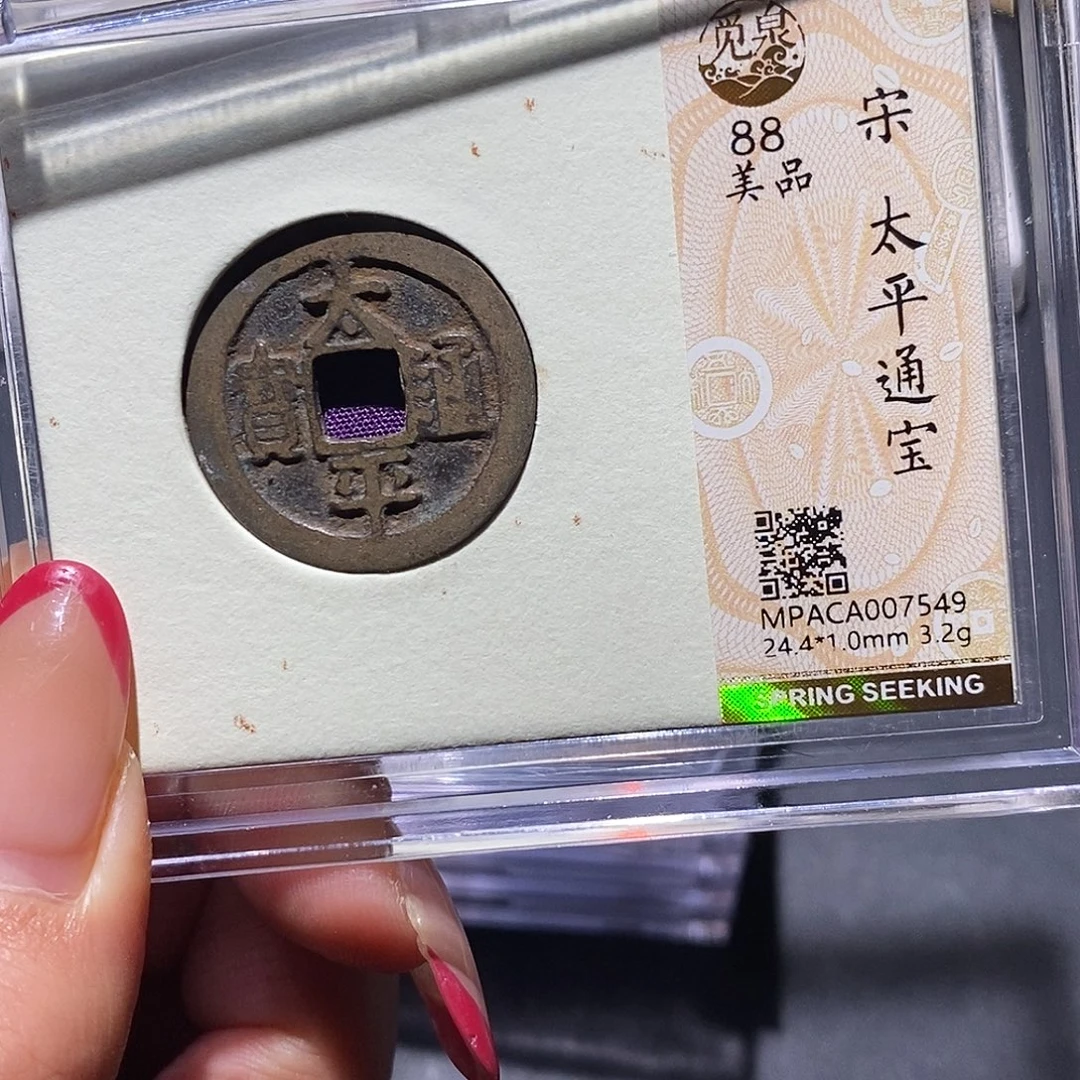 太平通寳
觅泉
88
美品
宋 太平通宝
MPACA007549
24.4*1.0mm 3.2g
SPRING SEEKING